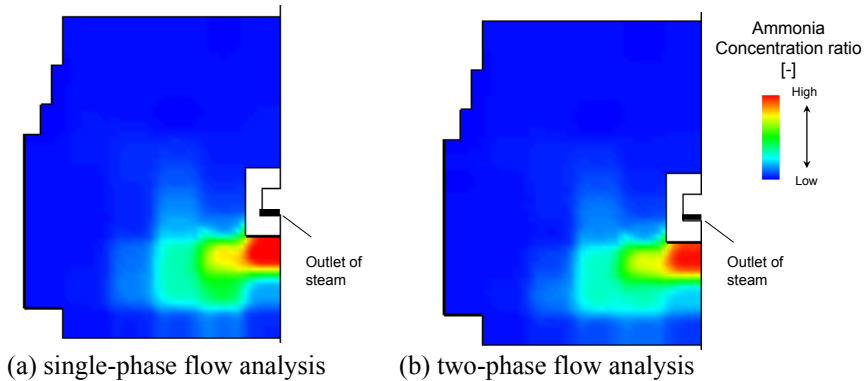 Ammonia
Concentration ratio
[-]
High
Low
Outlet of
steam
Outlet of
steam
(a) single-phase flow analysis
(b) two-phase flow analysis